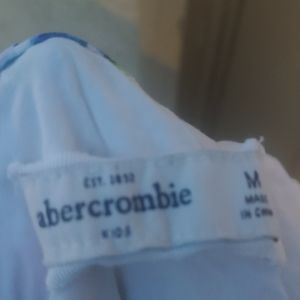 EST. 1892
abercrombie
KIDS
M
MADE
IN CHINA